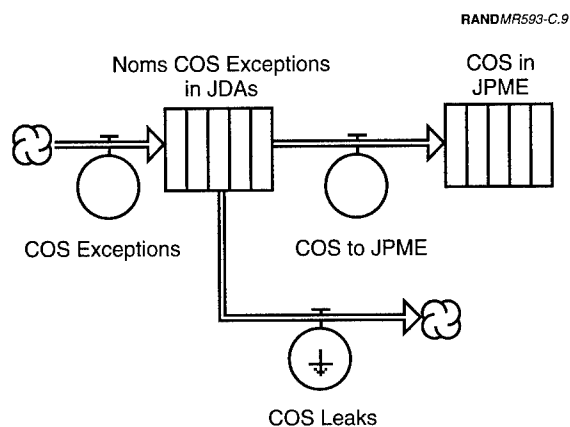 RANDMR593-C.9
Noms COS Exceptions
in JDAs
COS in
JPME
COS Exceptions
COS to JPME
COS Leaks